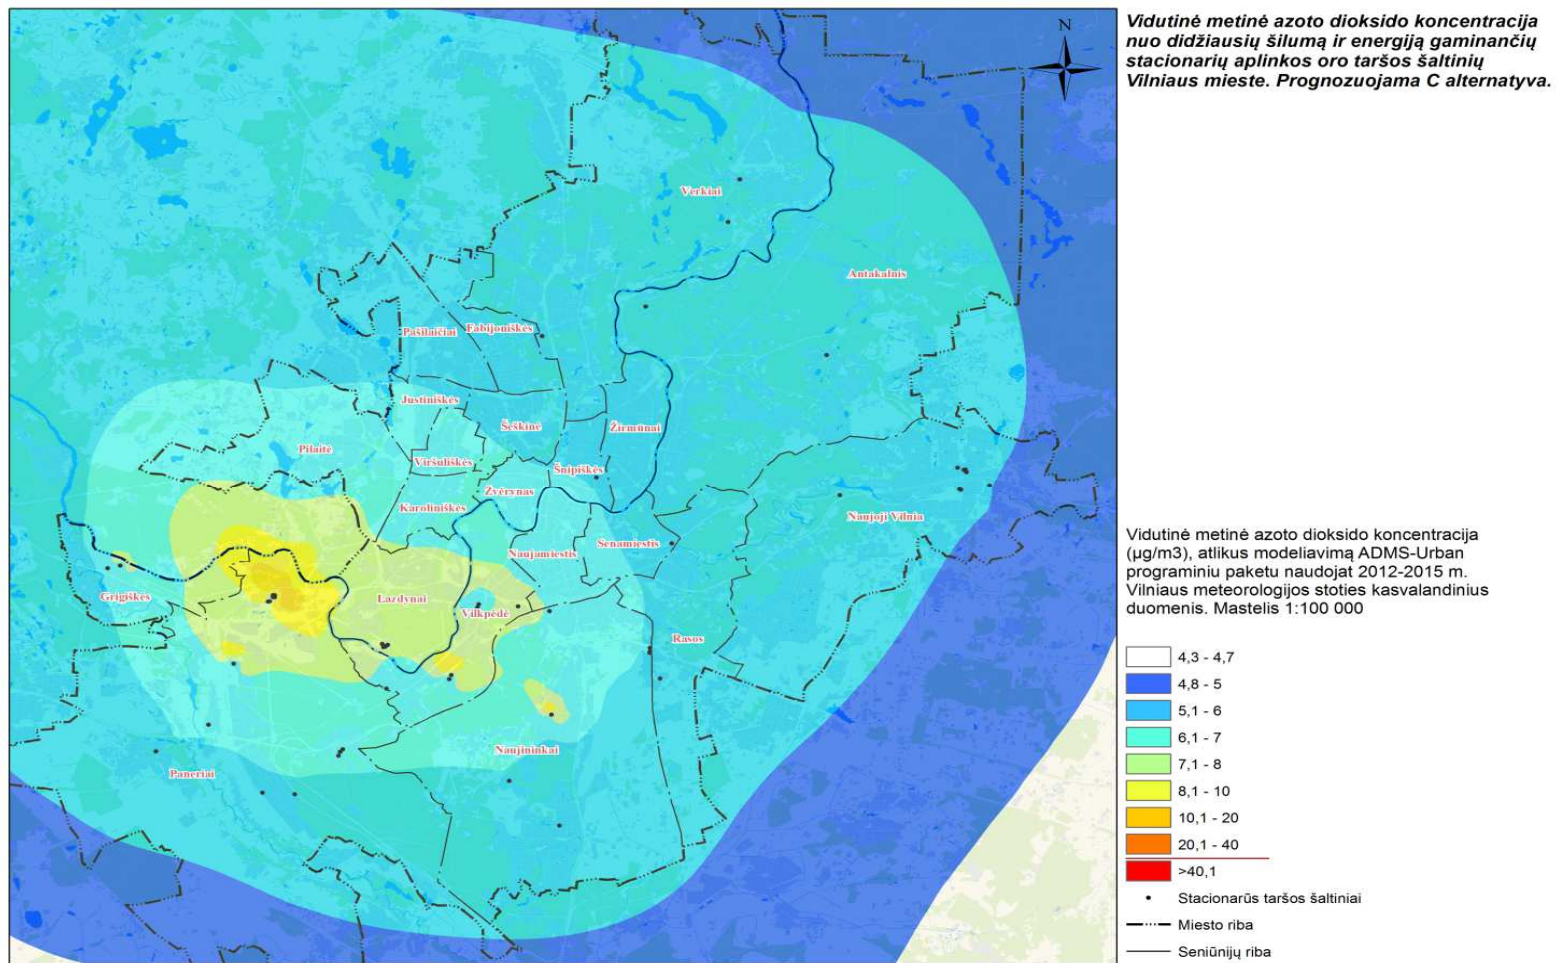 Vidutinė metinė azoto dioksido koncentracija
nuo didžiausių šilumą ir energiją gaminančių
stacionarių aplinkos oro taršos šaltinių
Vilniaus mieste. Prognozuojama C alternatyva.
N
Verkiai
Antakalnis
Pašilaičiai
Fabijoniškės
Justiniškės
Šeškinė
Žirmūnai
Pilaitė
Viršuliškės
Šnipiškės
Žvėrynas
Karoliniškės
Naujoji Vilnia
Naujamiestis
Senamiestis
Grigiškės
Lazdynai
Vilkpėdė
Rasos
Naujininkai
Paneriai
Vidutinė metinė azoto dioksido koncentracija
(µg/m3), atlikus modeliavimą ADMS-Urban
programiniu paketu naudojat 2012-2015 m.
Vilniaus meteorologijos stoties kasvalandinius
duomenis. Mastelis 1:100 000
4,3 - 4,7
4,8 - 5
5,1 - 6
6,1 - 7
7,1 - 8
8,1 - 10
10,1 - 20
20,1 - 40
>40,1
Stacionarūs taršos šaltiniai
Miesto riba
Seniūnijų riba